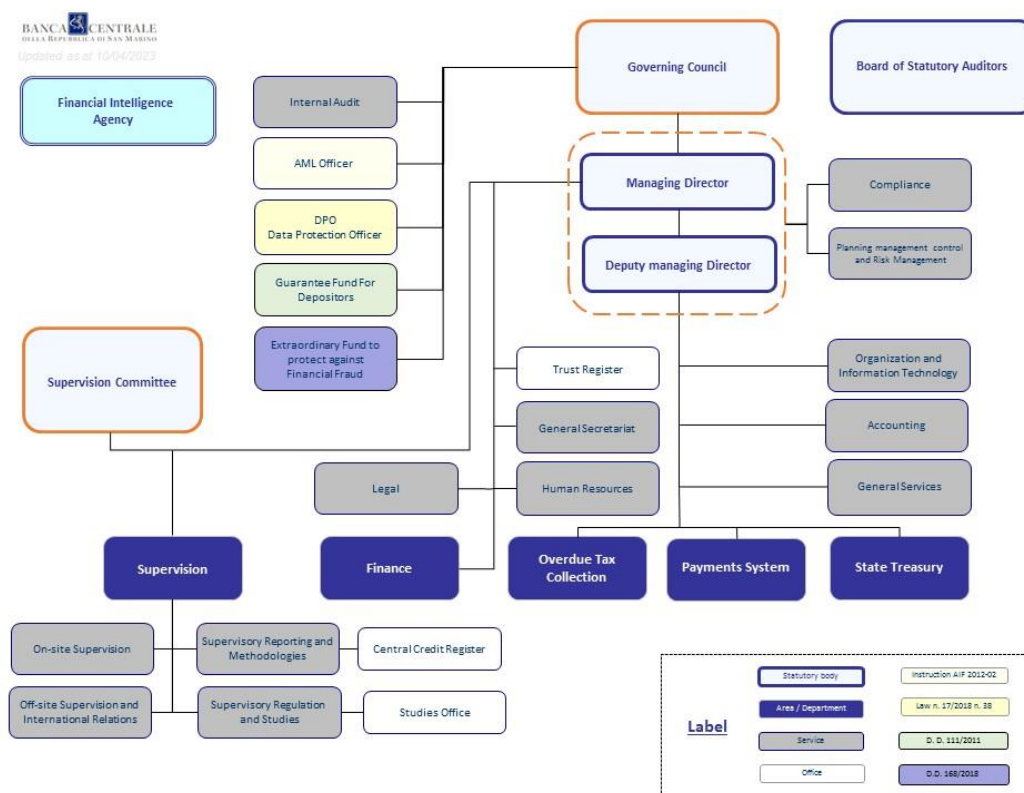 BANCA CENTRALE
DELLA REPUBBLICA DI SAN MARINO
Updated as at 10/04/2023
Governing Council
Board of Statutory Auditors
Financial Intelligence
Agency
Internal Audit
AML Officer
Managing Director
Compliance
DPO
Data Protection Officer
Planning management control
and Risk Management
Deputy managing Director
Guarantee Fund For
Depositors
Extraordinary Fund to
protect against
Financial Fraud
Supervision Committee
Trust Register
Organization and
Information Technology
General Secretariat
Accounting
Legal
Human Resources
General Services
Supervision
Finance
Overdue Tax
Collection
Payments System
State Treasury
On-site Supervision
Supervisory Reporting and
Methodologies
Central Credit Register
Off-site Supervision and
International Relations
Supervisory Regulation
and Studies
Studies Office
Label
Statutory body
Instruction AIF 2012-02
Area / Department
Law n. 17/2018 n. 38
Service
D. D. 111/2011
Office
D.D. 168/2018